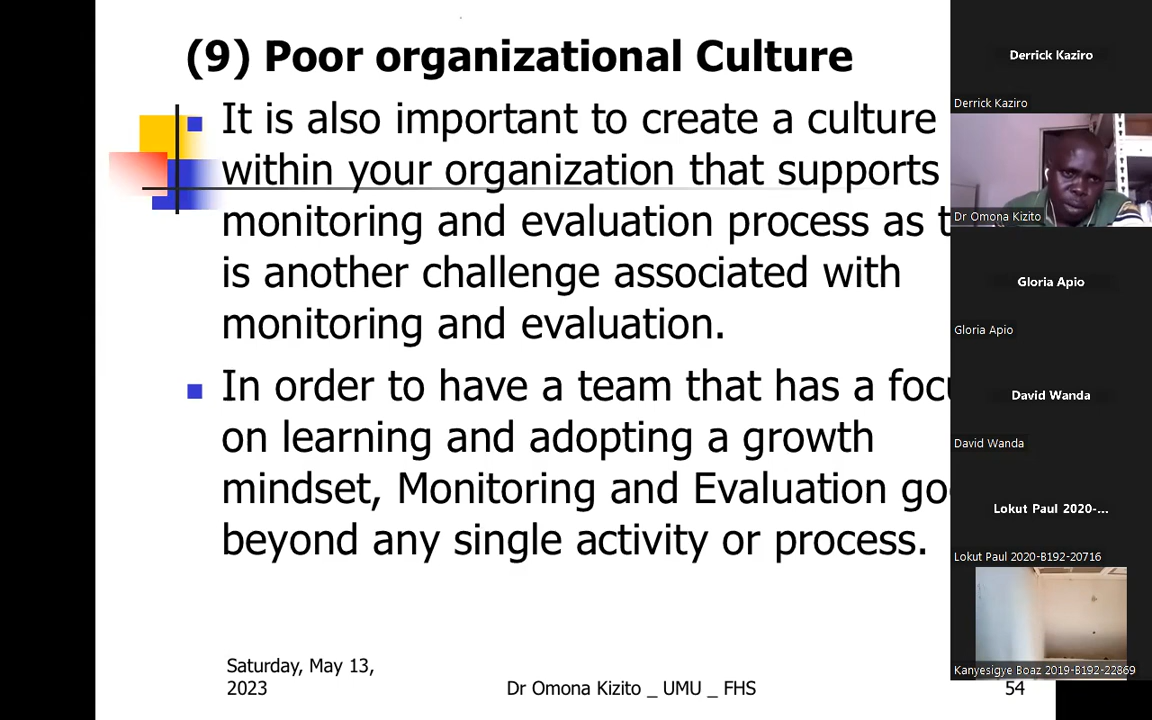 (9) Poor organizational Culture
It is also important to create a culture
within your organization that supports
monitoring and evaluation process as
is another challenge associated with
monitoring and evaluation.
In order to have a team that has a
on learning and adopting a growth
mindset, Monitoring and Evaluation
beyond any single activity or process.
Saturday, May 13,
2023
Dr Omona Kizito _ UMU _ FHS
54
Derrick Kaziro
Derrick Kaziro
Dr Omona Kizito
Gloria Apio
Gloria Apio
David Wanda
David Wanda
Lokut Paul 2020-...
Lokut Paul 2020-B192-20716
Kanyesigye Boaz 2019-B192-22869